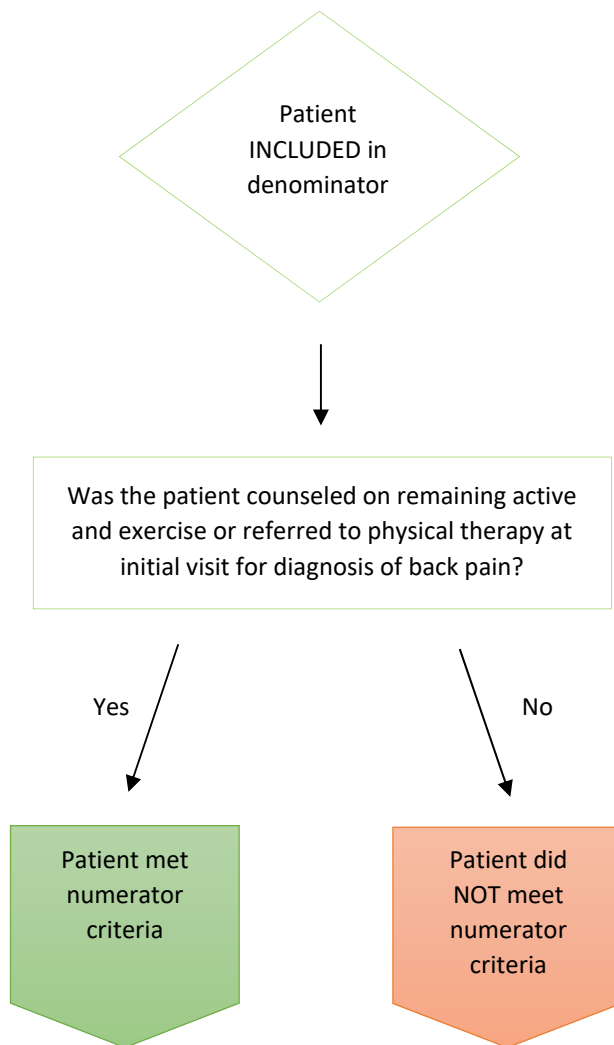 Patient
INCLUDED in
denominator
Was the patient counseled on remaining active
and exercise or referred to physical therapy at
initial visit for diagnosis of back pain?
Yes
No
Patient met
numerator
criteria
Patient did
NOT meet
numerator
criteria